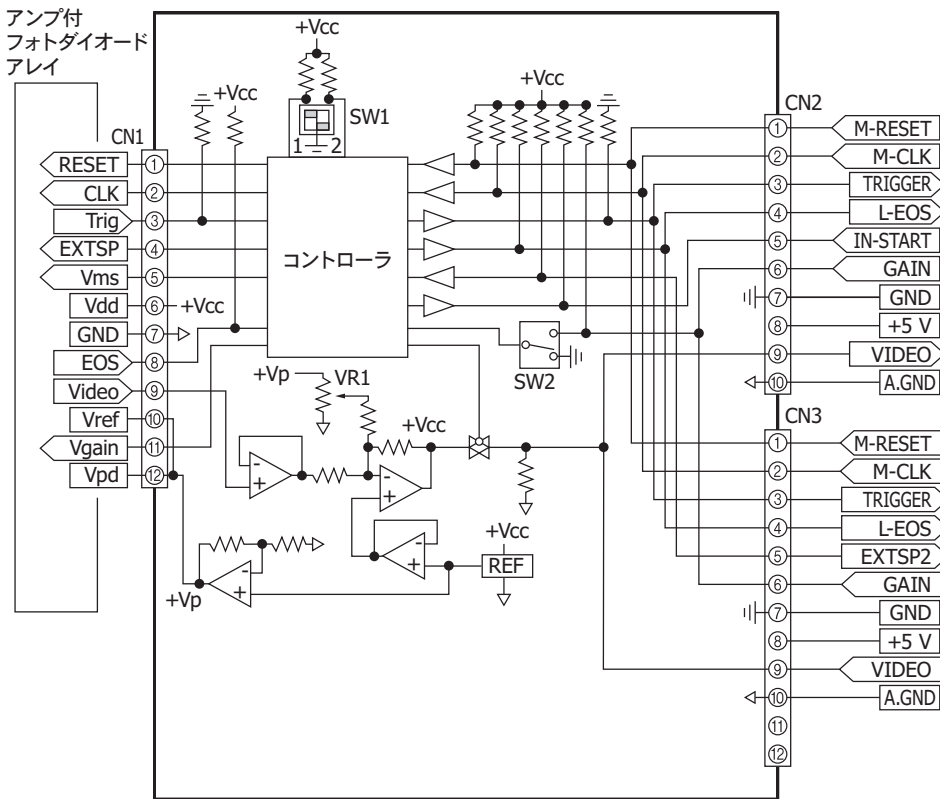 アンプ付
フォトダイオード
アレイ
CN1
RESET ①
CLK ②
Trig ③
EXTSP ④
Vms ⑤
Vdd ⑥ +Vcc
GND ⑦
EOS ⑧
Video ⑨
Vref ⑩
Vgain ⑪
Vpd ⑫
+Vcc
+Vcc
SW1
1 2
コントローラ
+Vcc
SW2
+Vp
VR1
+Vcc
-
+
-
+
-
+
-
+
+Vp
+Vcc
REF
CN2
① M-RESET
② M-CLK
③ TRIGGER
④ L-EOS
⑤ IN-START
⑥ GAIN
⑦ GND
⑧ +5 V
⑨ VIDEO
⑩ A.GND
CN3
① M-RESET
② M-CLK
③ TRIGGER
④ L-EOS
⑤ EXTSP2
⑥ GAIN
⑦ GND
⑧ +5 V
⑨ VIDEO
⑩ A.GND
⑪
⑫